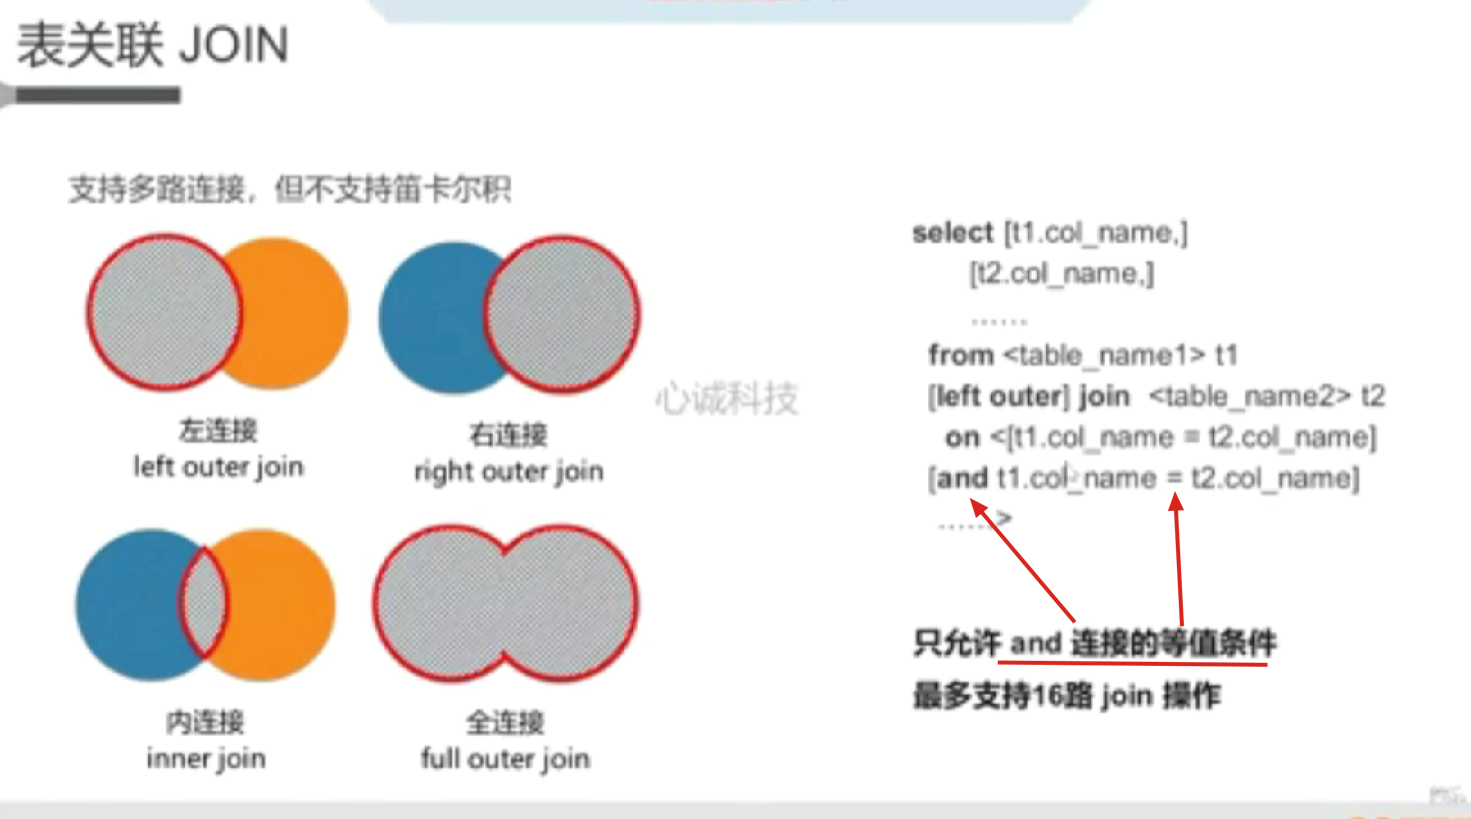 表关联 JOIN
支持多路连接，但不支持笛卡尔积
左连接
left outer join
右连接
right outer join
内连接
inner join
全连接
full outer join
心诚科技
select [t1.col_name,]
[t2.col_name,]
......
from <table_name1> t1
[left outer] join <table_name2> t2
on <[t1.col_name = t2.col_name]
[and t1.col_name = t2.col_name]
......>
只允许 and 连接的等值条件
最多支持16路 join 操作